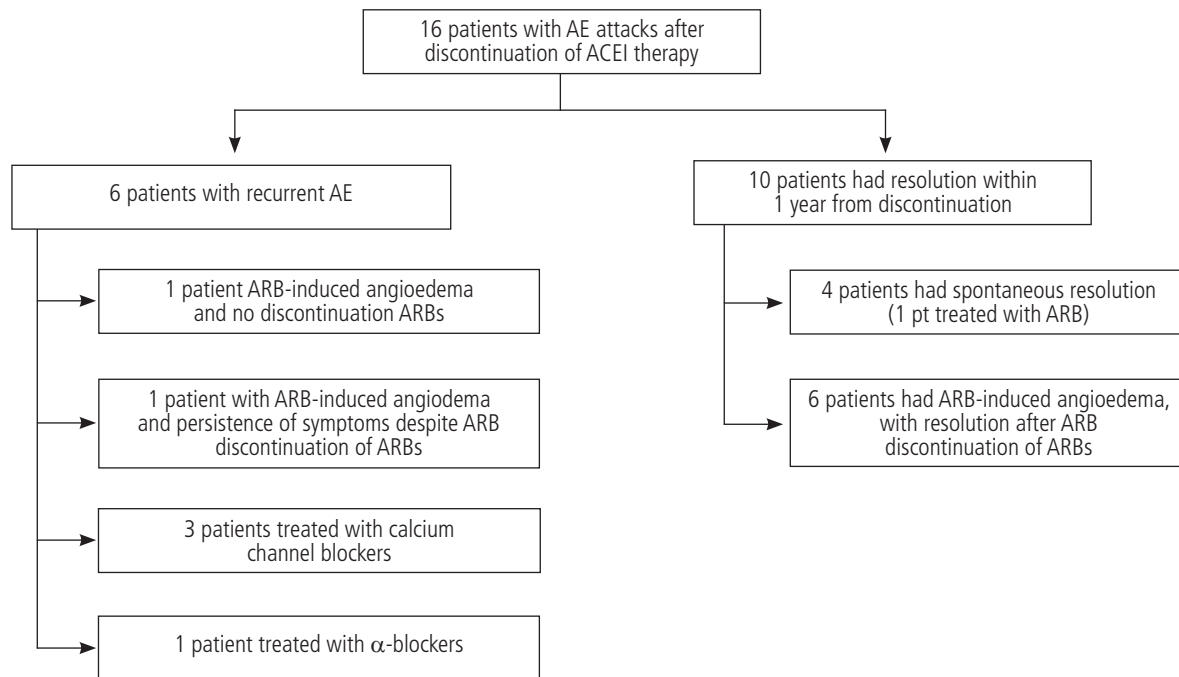 16 patients with AE attacks after
discontinuation of ACEI therapy
6 patients with recurrent AE
1 patient ARB-induced angioedema
and no discontinuation ARBs
1 patient with ARB-induced angiodema
and persistence of symptoms despite ARB
discontinuation of ARBs
3 patients treated with calcium
channel blockers
1 patient treated with α-blockers
10 patients had resolution within
1 year from discontinuation
4 patients had spontaneous resolution
(1 pt treated with ARB)
6 patients had ARB-induced angioedema,
with resolution after ARB
discontinuation of ARBs